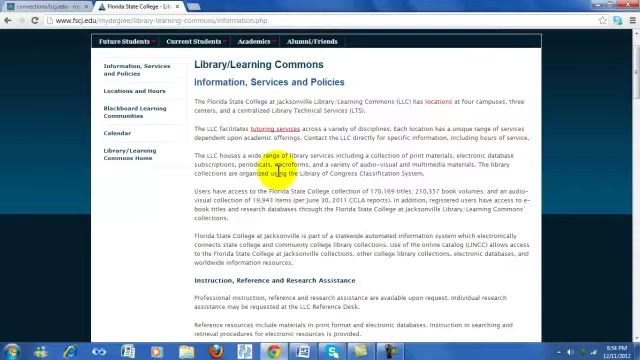 connections.fscj.edu
Florida State College - Lib
www.fscj.edu/mydegree/library-learning-commons/information.php
Future Students
Current Students
Academics
Alumni/Friends
Information, Services
and Policies
Locations and Hours
Blackboard Learning
Communities
Calendar
Library/Learning
Commons Home
Library/Learning Commons
Information, Services and Policies
The Florida State College at Jacksonville Library/Learning Commons (LLC) has locations at four campuses, three
centers, and a centralized Library Technical Services (LTS).
The LLC facilitates tutoring services across a variety of disciplines. Each location has a unique range of services
dependent upon academic offerings. Contact the LLC directly for specific information, including hours of service.
The LLC houses a wide range of library services including a collection of print materials, electronic database
subscriptions, periodicals, microforms, and a variety of audio-visual and multimedia materials. The library
collections are organized using the Library of Congress Classification System.
Users have access to the Florida State College collection of 170,169 titles; 210,357 book volumes; and an audio-
visual collection of 19,943 items (per June 30, 2011 CCLA reports). In addition, registered users have access to e-
book titles and research databases through the Florida State College at Jacksonville Library/Learning Commons'
collections.
Florida State College at Jacksonville is part of a statewide automated information system which electronically
connects state college and community college library collections. Use of the online catalog (LINCC) allows access
to the Florida State College at Jacksonville collections, other college library collections, electronic databases, and
worldwide information resources.
Instruction, Reference and Research Assistance
Professional instruction, reference and research assistance are available upon request. Individual research
assistance may be requested at the LLC Reference Desk.
Reference resources include materials in print format and electronic databases. Instruction in searching and
retrieval procedures for electronic resources is provided.
8:54 PM
12/11/2012